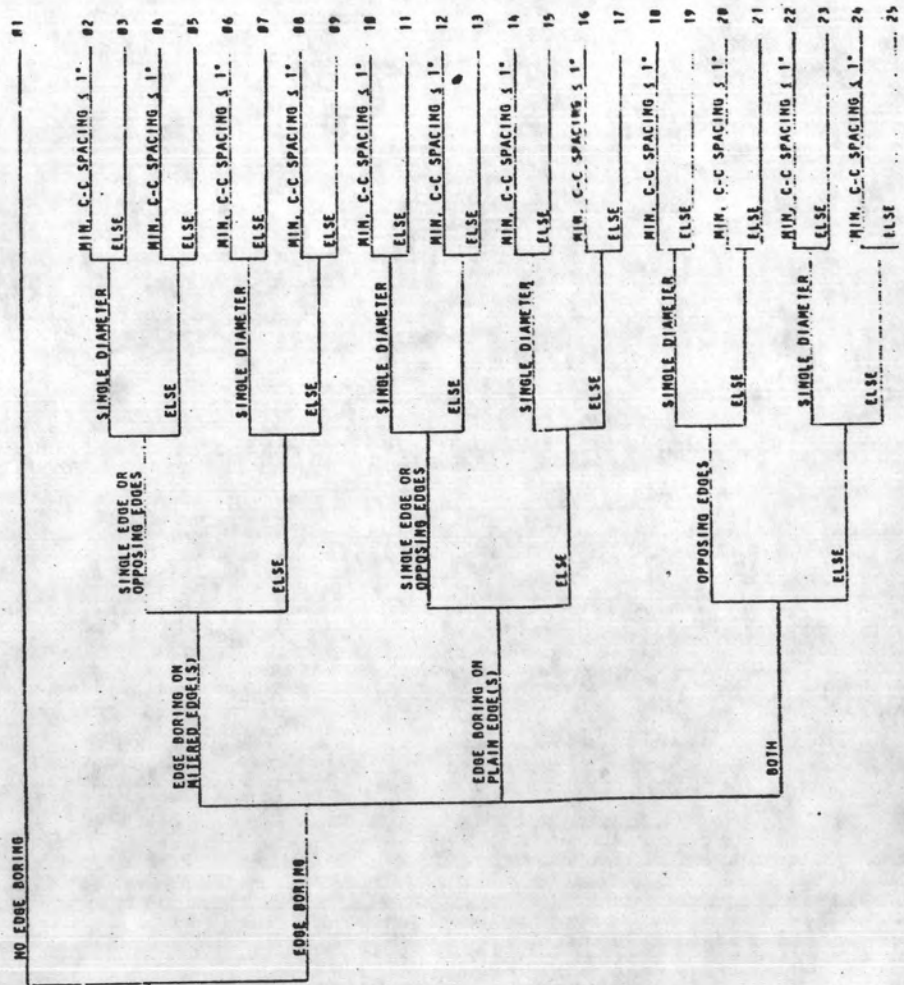 NO EDGE BORING
01
EDGE BORING
EDGE BORING ON
MITERED EDGE(S)
SINGLE EDGE OR
OPPOSING EDGES
SINGLE DIAMETER
MIN. C-C SPACING ≤ 1"
02
ELSE
03
ELSE
MIN. C-C SPACING ≤ 1"
04
ELSE
05
ELSE
SINGLE DIAMETER
MIN. C-C SPACING ≤ 1"
06
ELSE
07
ELSE
MIN. C-C SPACING ≤ 1"
08
ELSE
09
EDGE BORING ON
PLAIN EDGE(S)
SINGLE EDGE OR
OPPOSING EDGES
SINGLE DIAMETER
MIN. C-C SPACING ≤ 1"
10
ELSE
11
ELSE
MIN. C-C SPACING ≤ 1"
12
ELSE
13
ELSE
SINGLE DIAMETER
MIN. C-C SPACING ≤ 1"
14
ELSE
15
ELSE
MIN. C-C SPACING ≤ 1"
16
ELSE
17
BOTH
OPPOSING EDGES
SINGLE DIAMETER
MIN. C-C SPACING ≤ 1"
18
ELSE
19
ELSE
MIN. C-C SPACING ≤ 1"
20
ELSE
21
ELSE
SINGLE DIAMETER
MIN. C-C SPACING ≤ 1"
22
ELSE
23
ELSE
MIN. C-C SPACING ≤ 1"
24
ELSE
25